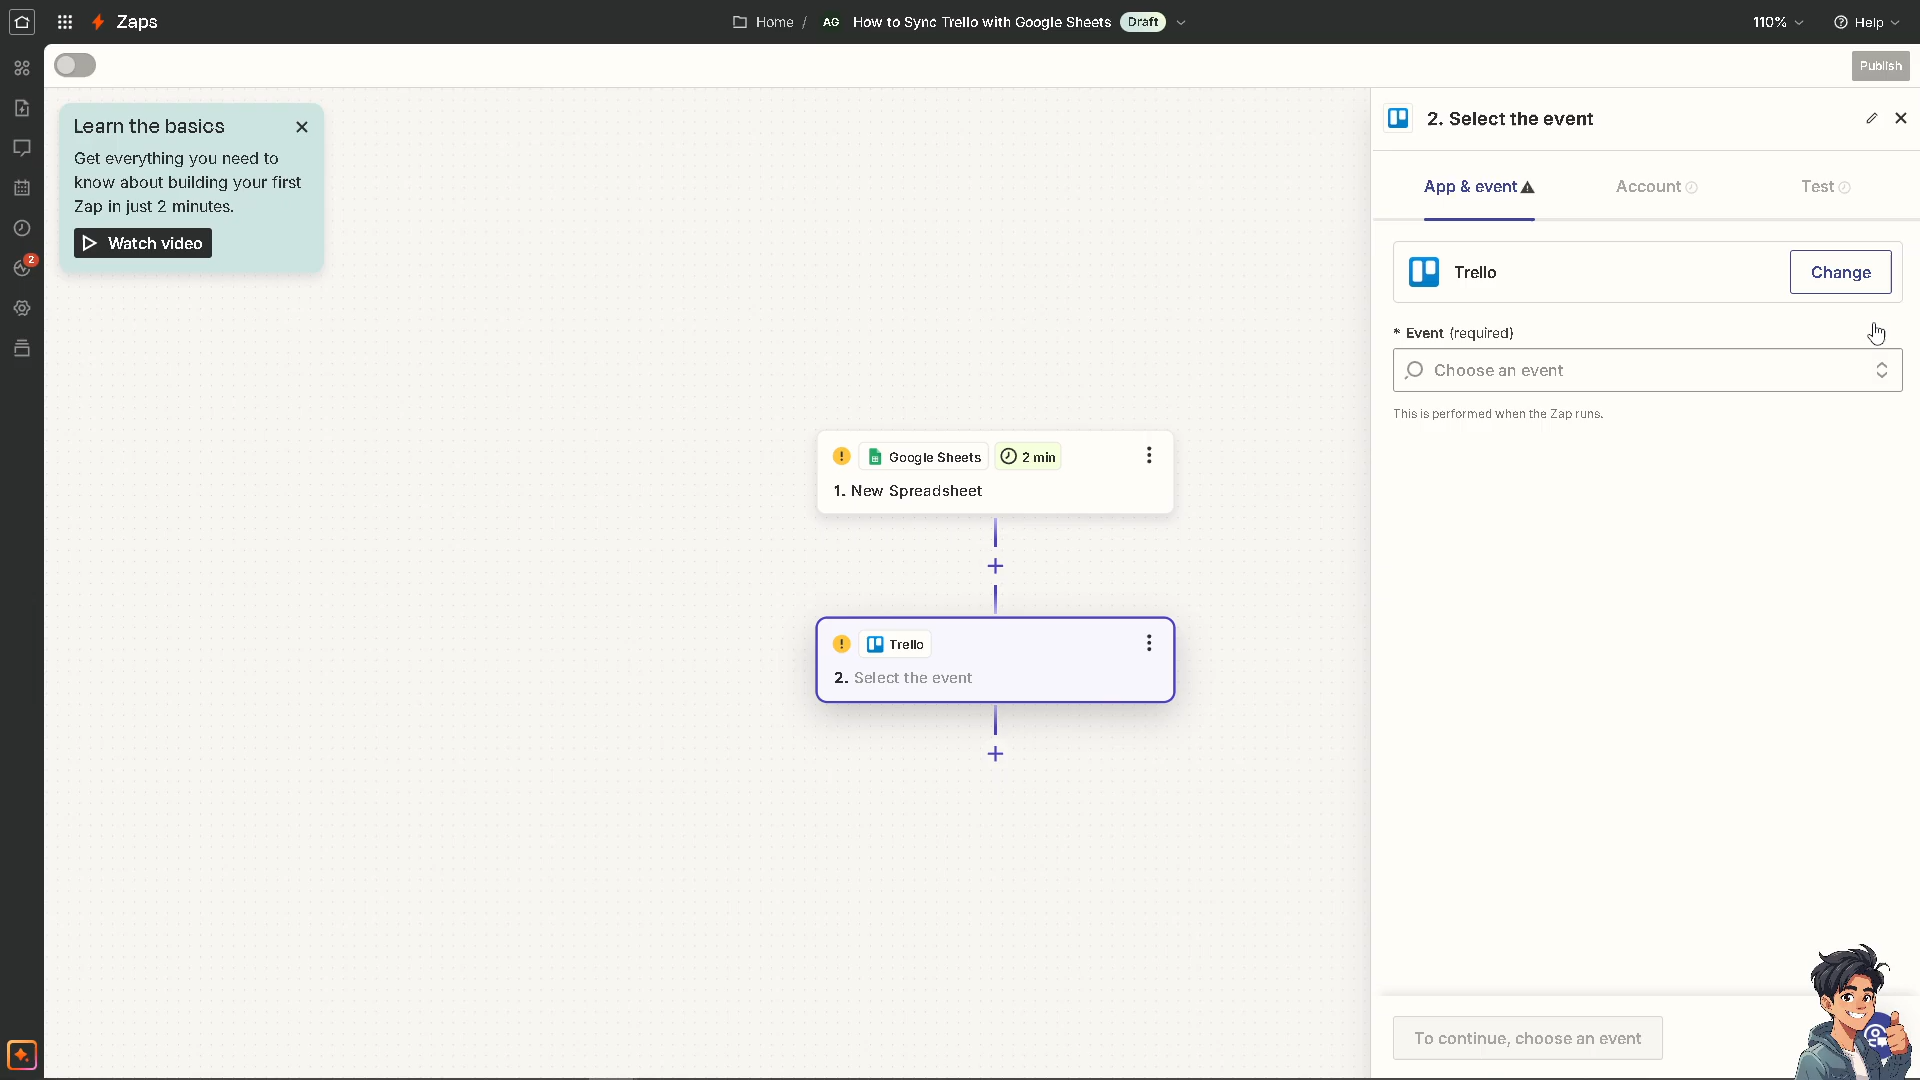 Zaps
Home / AG How to Sync Trello with Google Sheets Draft
110%
Help
Publish
Learn the basics
Get everything you need to
know about building your first
Zap in just 2 minutes.
Watch video
2
Google Sheets
2 min
1. New Spreadsheet
Trello
2. Select the event
2. Select the event
App & event
Account
Test
Trello
Change
* Event (required)
Choose an event
This is performed when the Zap runs.
To continue, choose an event